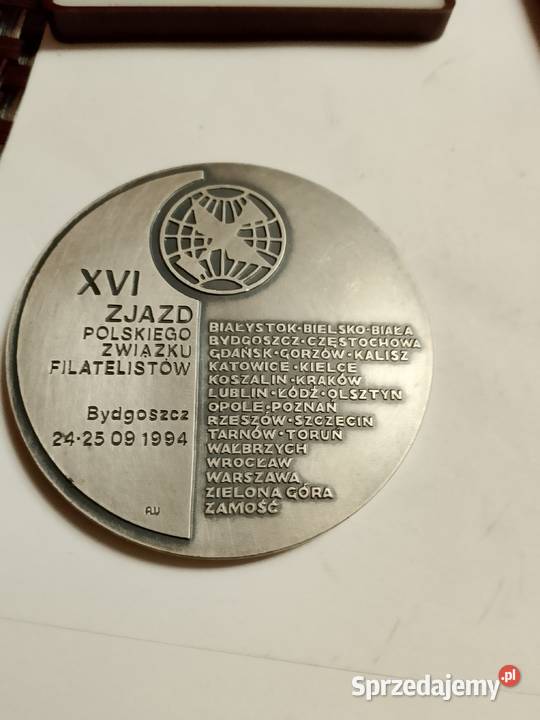 XVI
ZJAZD
POLSKIEGO
ZWIĄZKU
FILATELISTÓW
Bydgoszcz
24-25 09 1994
AW
BIAŁYSTOK·BIELSKO-BIAŁA
BYDGOSZCZ·CZĘSTOCHOWA
GDAŃSK·GORZÓW·KALISZ
KATOWICE·KIELCE
KOSZALIN·KRAKÓW
LUBLIN·ŁÓDŹ·OLSZTYN
OPOLE·POZNAŃ
RZESZÓW·SZCZECIN
TARNÓW·TORUŃ
WAŁBRZYCH
WROCŁAW
WARSZAWA
ZIELONA GÓRA
ZAMOŚĆ
Sprzedajemy.pl